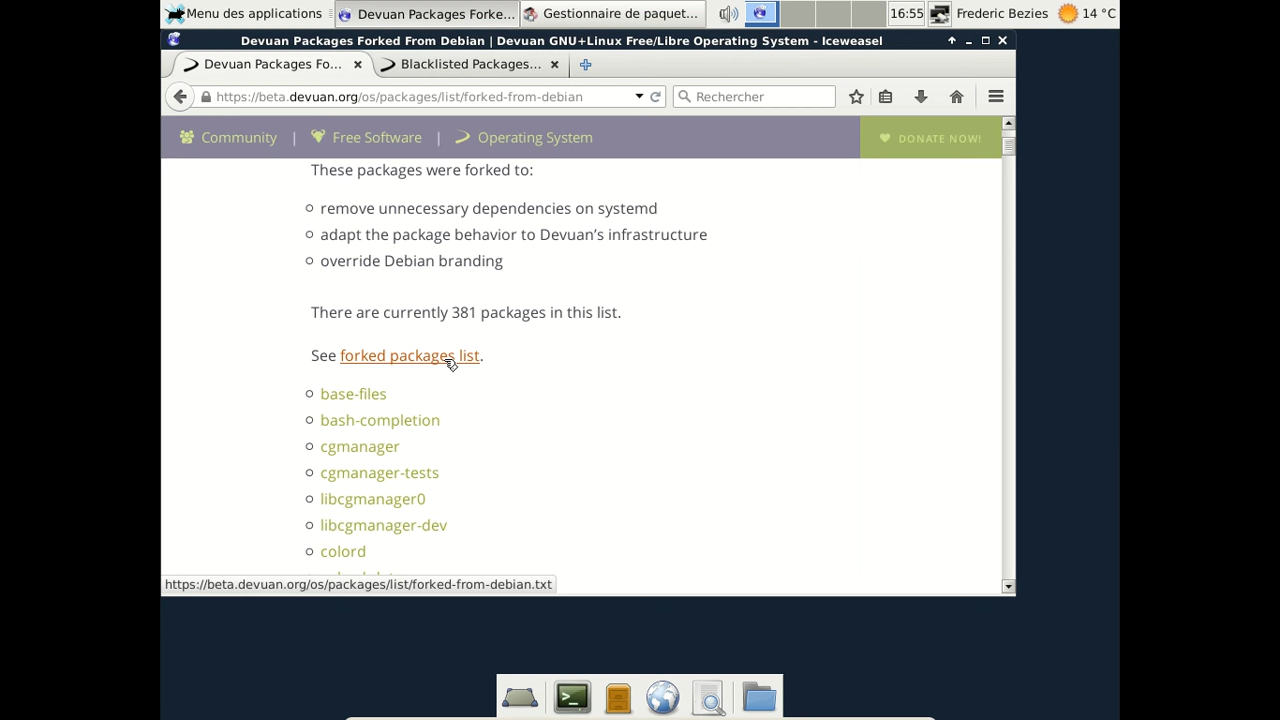 Menu des applications
Devuan Packages Forke...
Gestionnaire de paquet...
16:55
Frederic Bezies
14 °C
Devuan Packages Forked From Debian | Devuan GNU+Linux Free/Libre Operating System - Iceweasel
Devuan Packages Fo...
Blacklisted Packages...
https://beta.devuan.org/os/packages/list/forked-from-debian
Rechercher
Community | Free Software | Operating System
DONATE NOW!
These packages were forked to:
remove unnecessary dependencies on systemd
adapt the package behavior to Devuan’s infrastructure
override Debian branding
There are currently 381 packages in this list.
See forked packages list.
base-files
bash-completion
cgmanager
cgmanager-tests
libcgmanager0
libcgmanager-dev
colord
https://beta.devuan.org/os/packages/list/forked-from-debian.txt